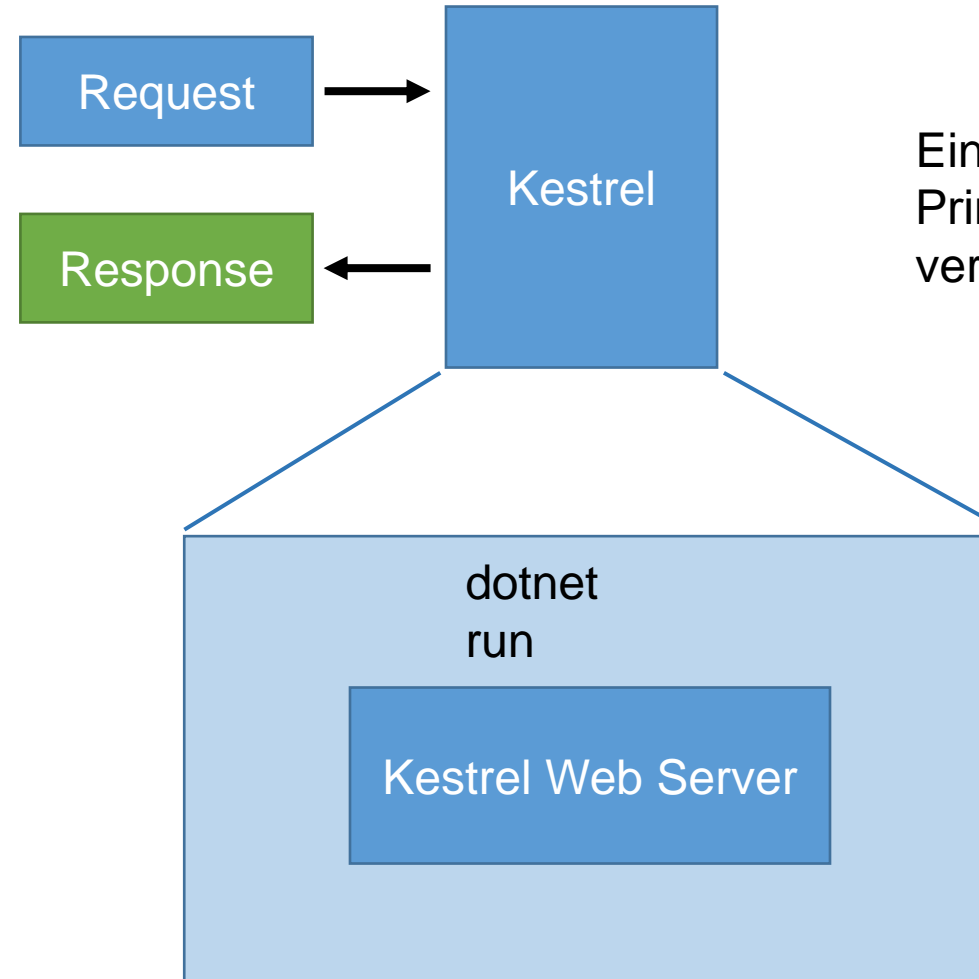 Request
Kestrel
Response
dotnet
run
Kestrel Web Server